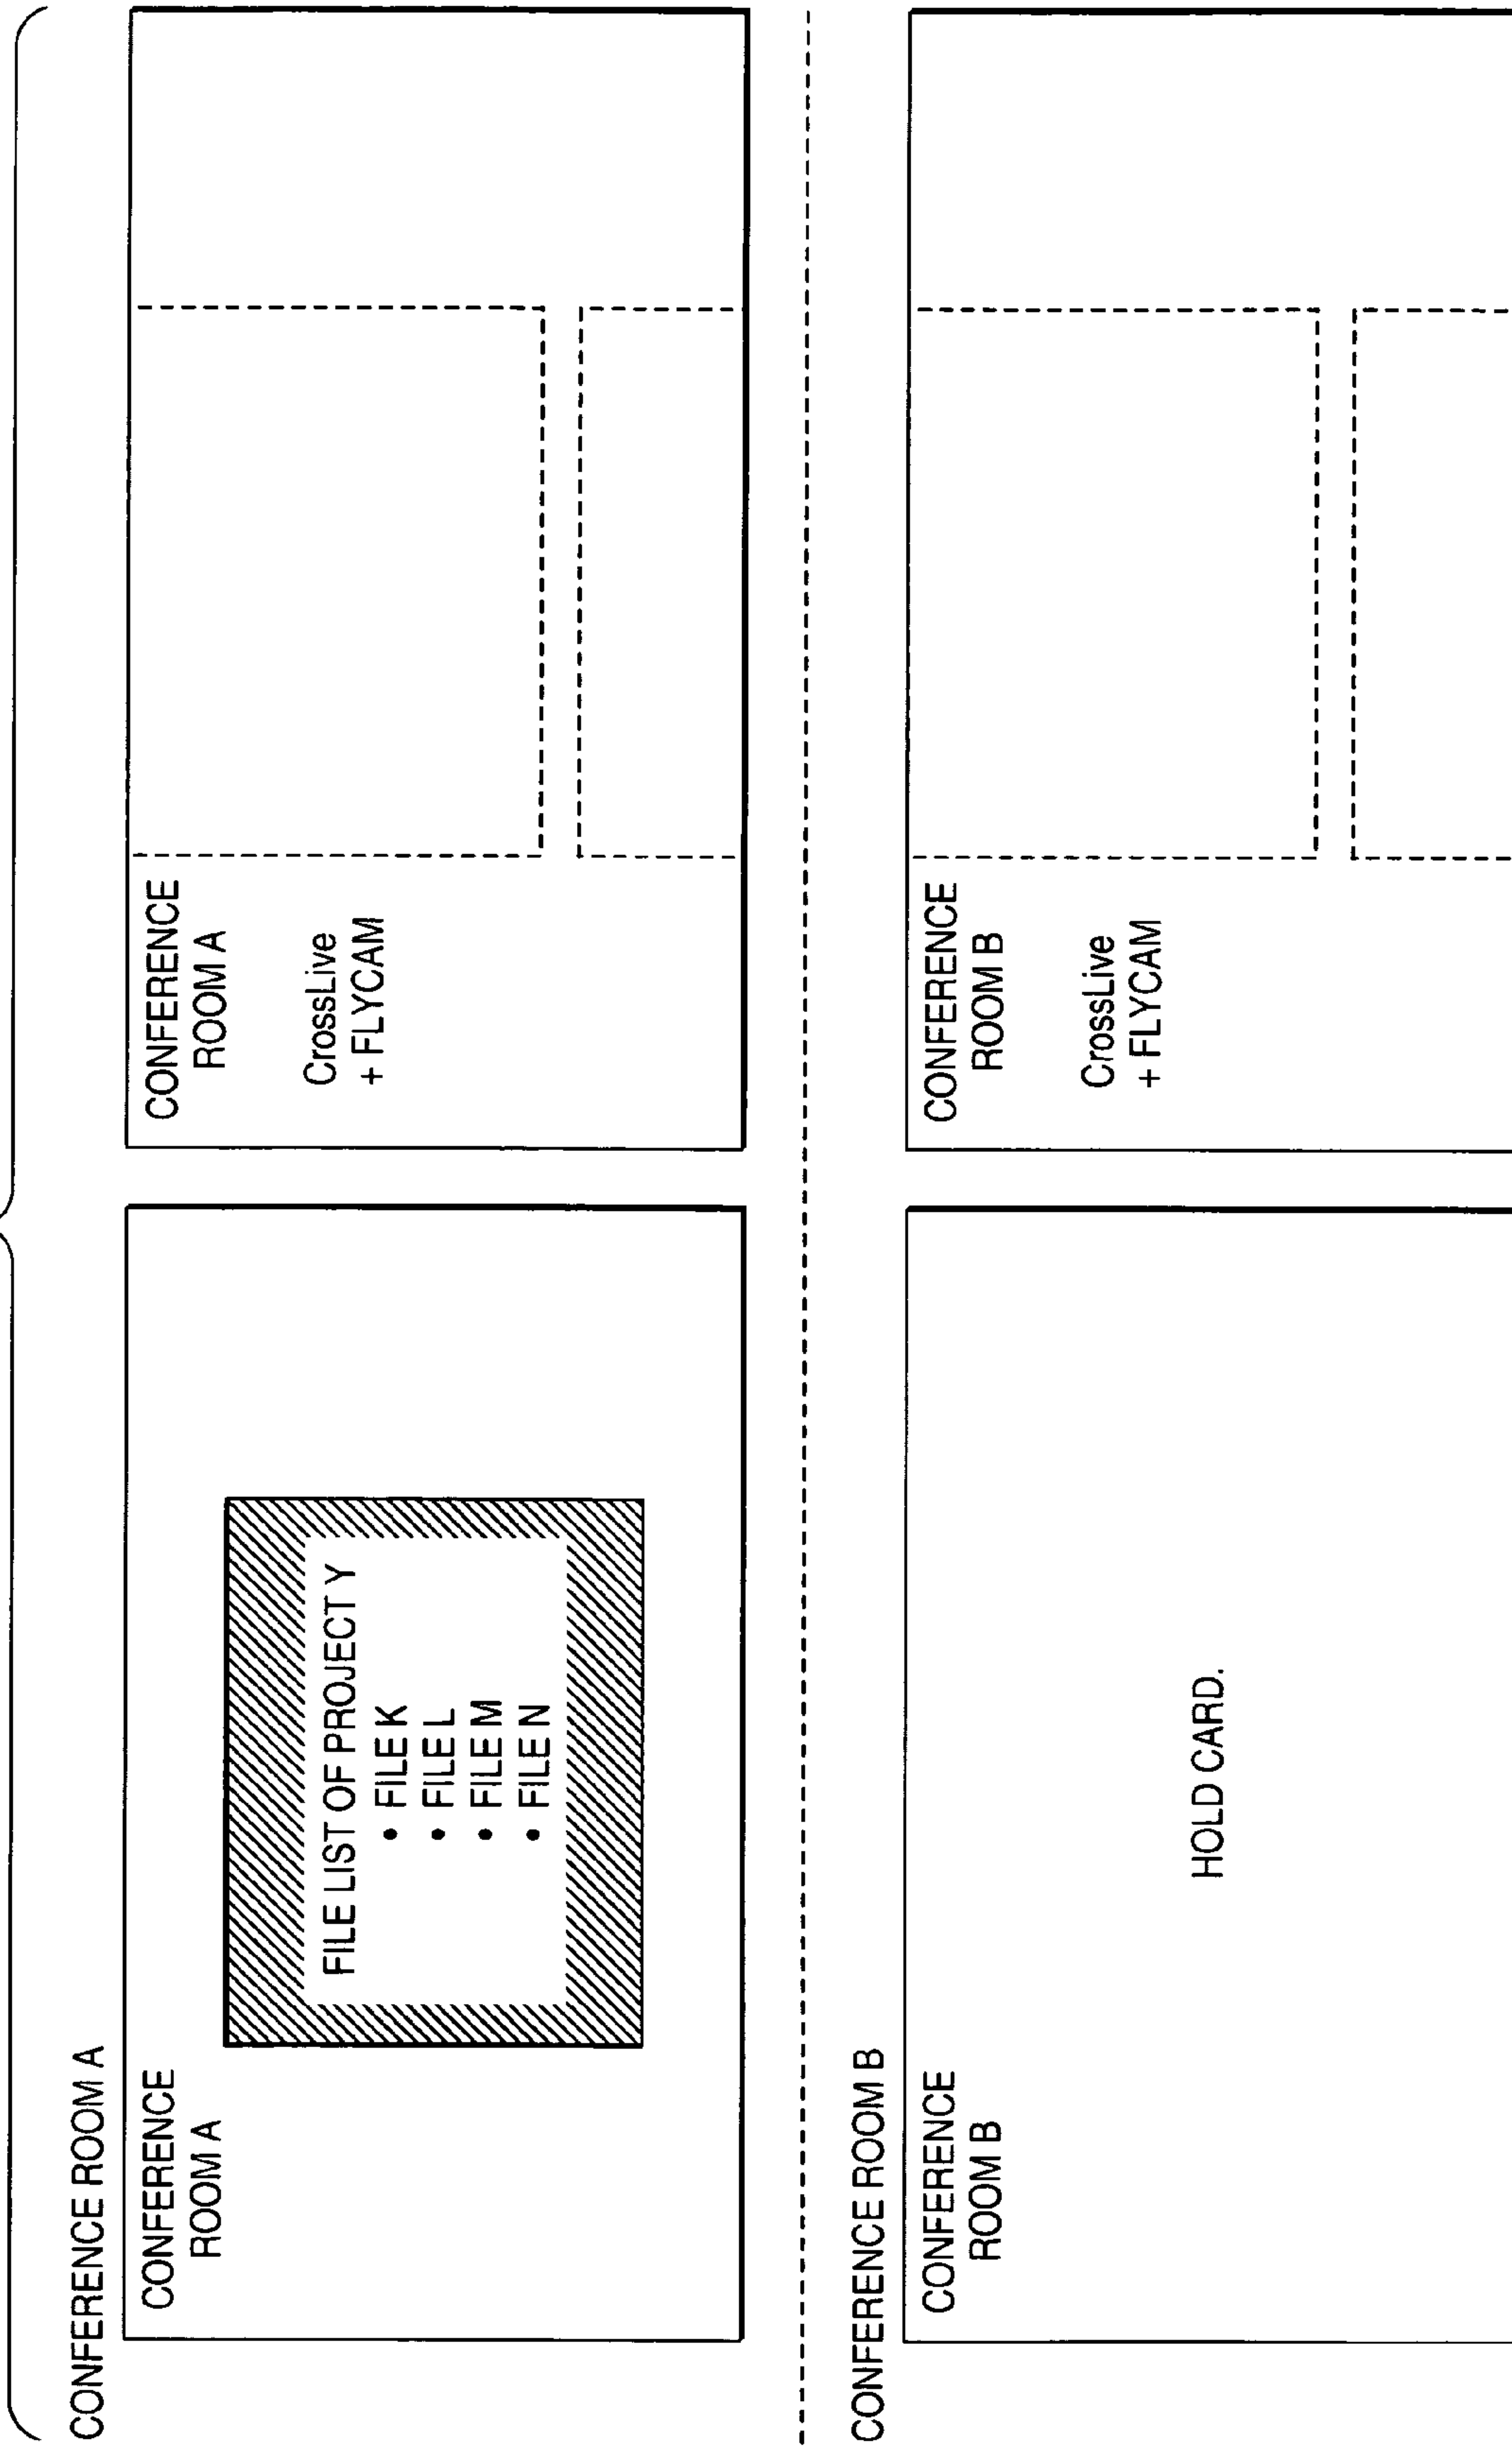 CONFERENCE ROOM A
CONFERENCE
ROOM A
FILE LIST OF PROJECT Y
• FILE K
• FILE L
• FILE M
• FILE N
CONFERENCE
ROOM A
CrossLive
+ FLYCAM
CONFERENCE ROOM B
CONFERENCE
ROOM B
HOLD CARD.
CONFERENCE
ROOM B
CrossLive
+ FLYCAM